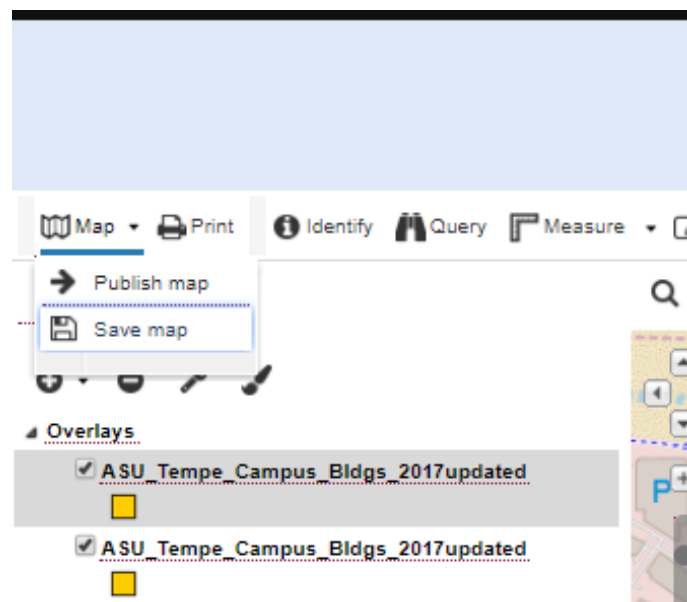 Map Print Identify Query Measure
Publish map
Save map
Overlays
ASU_Tempe_Campus_Bldgs_2017updated
P
ASU_Tempe_Campus_Bldgs_2017updated